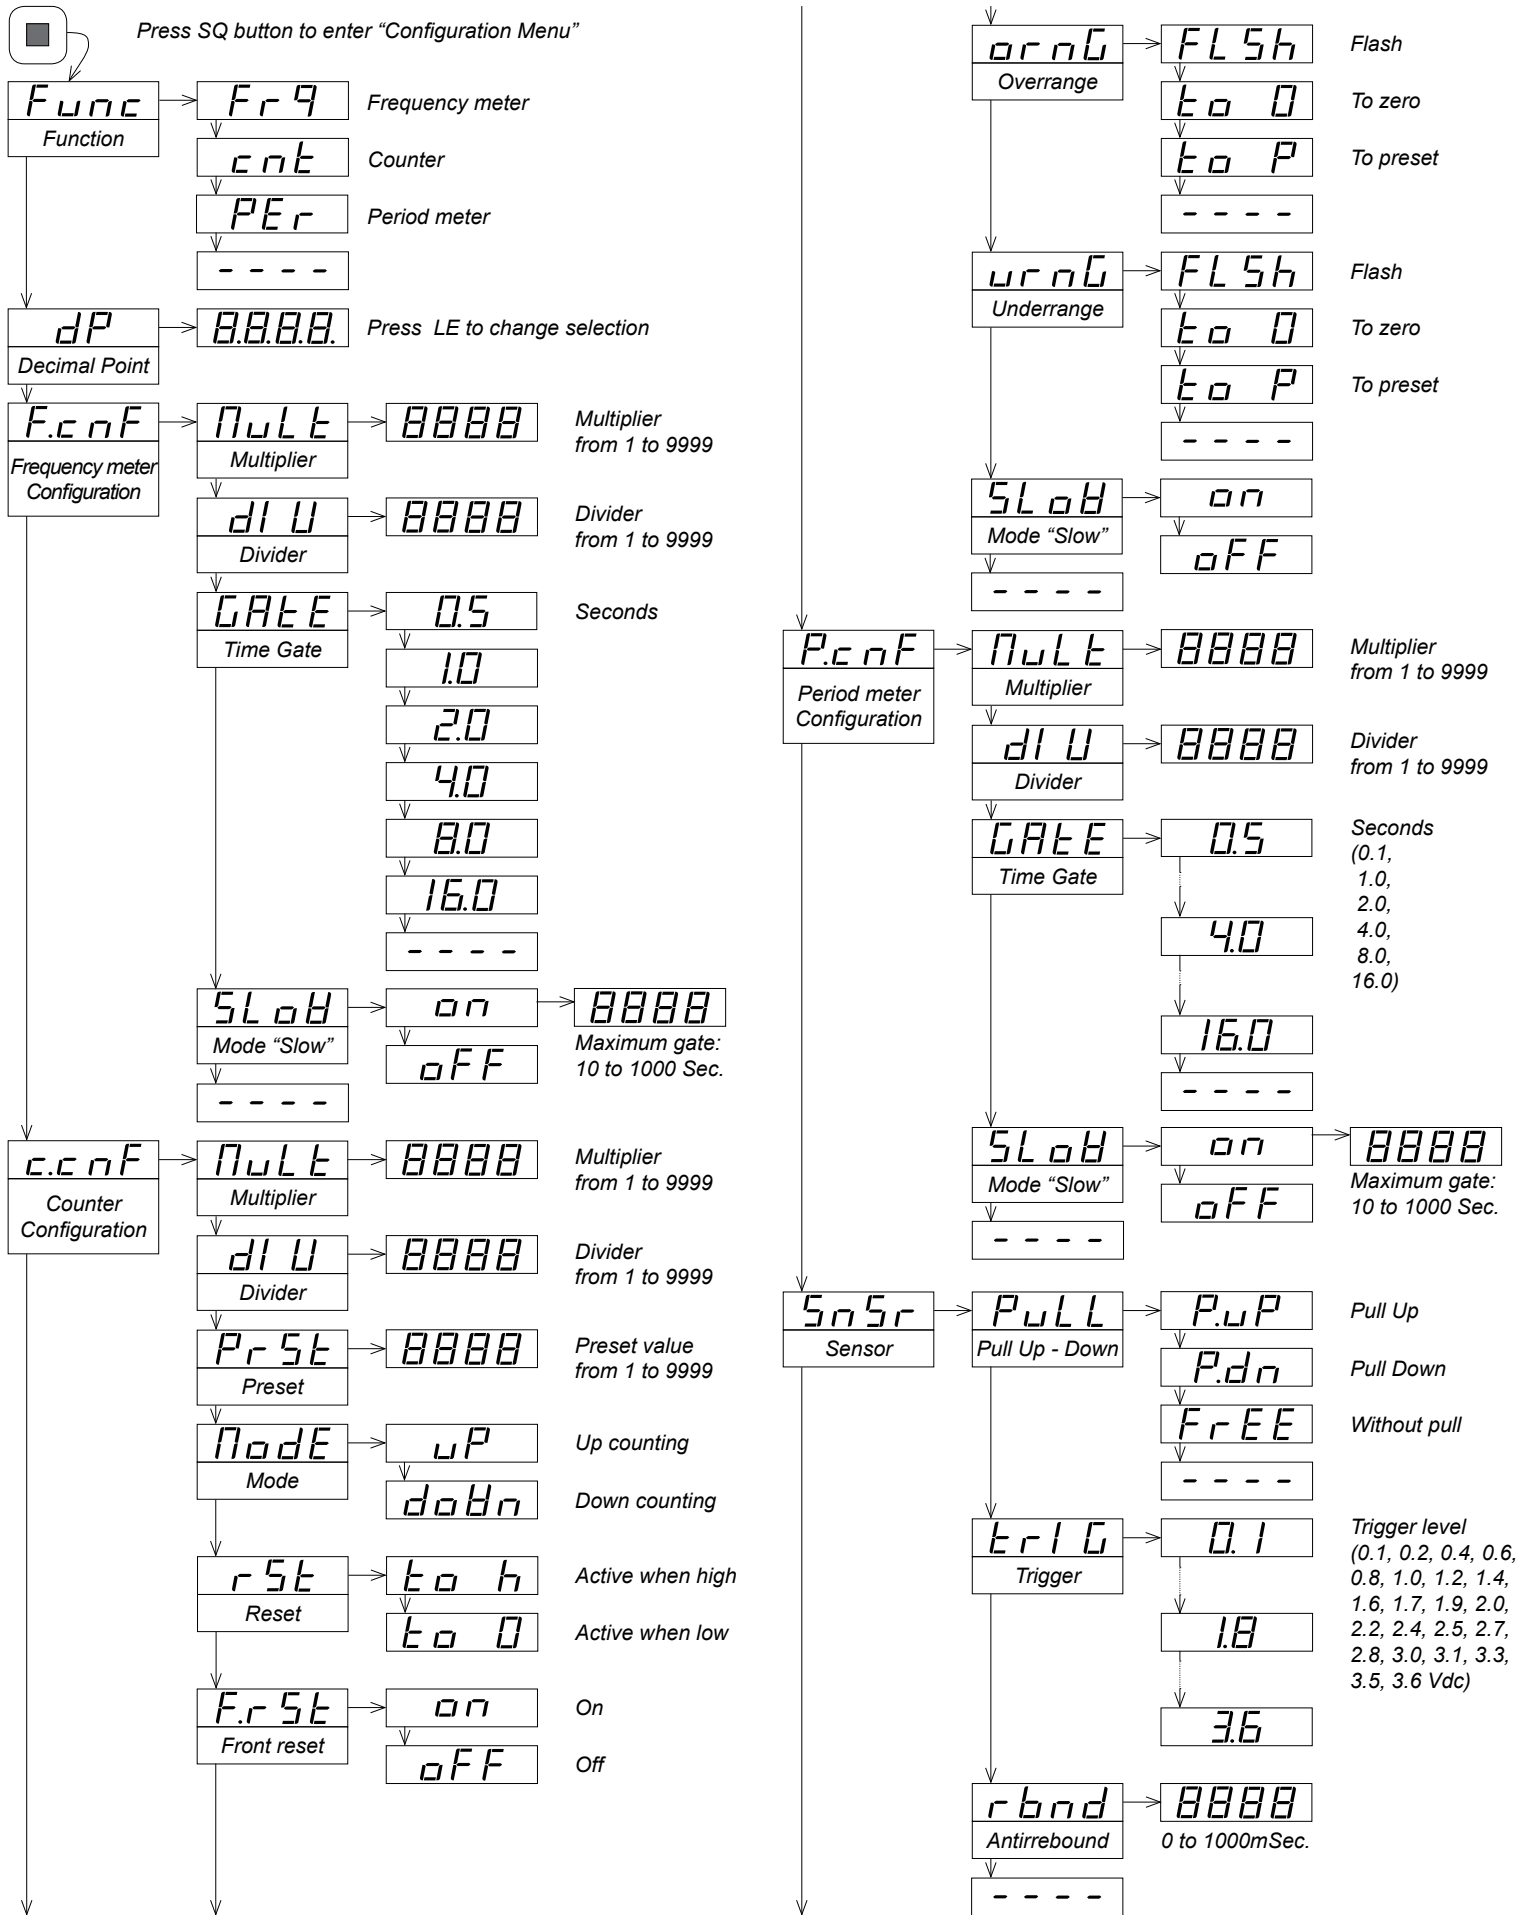 Press SQ button to enter “Configuration Menu”
Func
Function
Frq
Frequency meter
cnt
Counter
PEr
Period meter
- - - -
dP
Decimal Point
8.8.8.8.
Press LE to change selection
F.cnF
Frequency meter
Configuration
MuLt
Multiplier
8888
Multiplier
from 1 to 9999
dIV
Divider
8888
Divider
from 1 to 9999
GAtE
Time Gate
0.5
Seconds
1.0
2.0
4.0
8.0
16.0
- - - -
SLoW
Mode “Slow”
on
8888
Maximum gate:
10 to 1000 Sec.
oFF
- - - -
c.cnF
Counter
Configuration
MuLt
Multiplier
8888
Multiplier
from 1 to 9999
dIV
Divider
8888
Divider
from 1 to 9999
PrSt
Preset
8888
Preset value
from 1 to 9999
ModE
Mode
uP
Up counting
doWn
Down counting
rSt
Reset
to h
Active when high
to 0
Active when low
F.rSt
Front reset
on
On
oFF
Off
ornG
Overrange
FLSh
Flash
to 0
To zero
to P
To preset
- - - -
urnG
Underrange
FLSh
Flash
to 0
To zero
to P
To preset
- - - -
SLoW
Mode “Slow”
on
oFF
- - - -
P.cnF
Period meter
Configuration
MuLt
Multiplier
8888
Multiplier
from 1 to 9999
dIV
Divider
8888
Divider
from 1 to 9999
GAtE
Time Gate
0.5
4.0
16.0
- - - -
Seconds
(0.1,
1.0,
2.0,
4.0,
8.0,
16.0)
SLoW
Mode “Slow”
on
8888
Maximum gate:
10 to 1000 Sec.
oFF
- - - -
SnSr
Sensor
PuLL
Pull Up - Down
P.uP
Pull Up
P.dn
Pull Down
FrEE
Without pull
- - - -
trIG
Trigger
0.1
1.8
3.6
Trigger level
(0.1, 0.2, 0.4, 0.6,
0.8, 1.0, 1.2, 1.4,
1.6, 1.7, 1.9, 2.0,
2.2, 2.4, 2.5, 2.7,
2.8, 3.0, 3.1, 3.3,
3.5, 3.6 Vdc)
rbnd
Antirrebound
8888
0 to 1000mSec.
- - - -